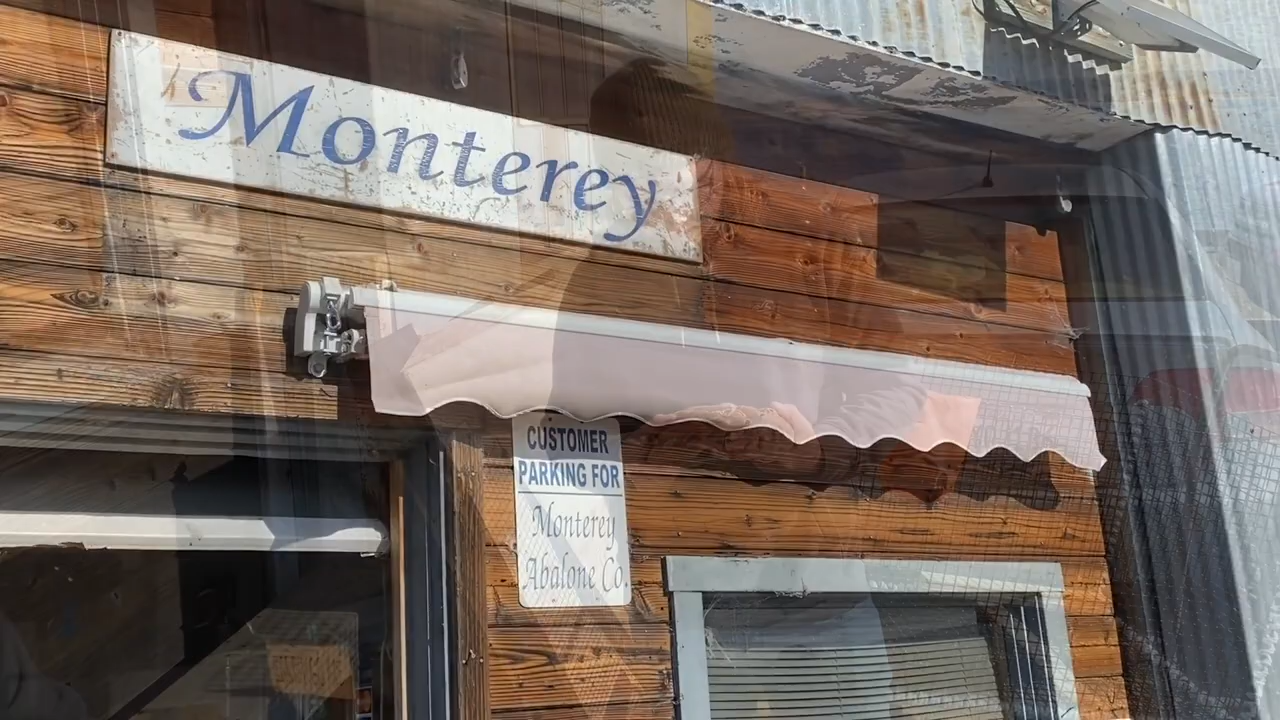 Monterey
CUSTOMER
PARKING FOR
Monterey
Abalone Co.